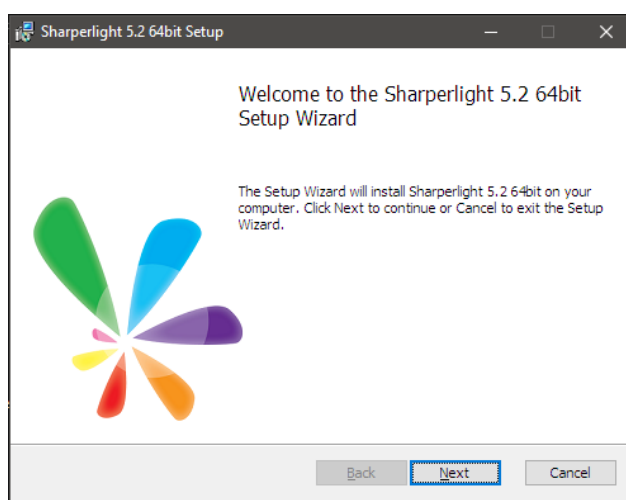 Sharperlight 5.2 64bit Setup
Welcome to the Sharperlight 5.2 64bit
Setup Wizard
The Setup Wizard will install Sharperlight 5.2 64bit on your
computer. Click Next to continue or Cancel to exit the Setup
Wizard.
Back Next Cancel